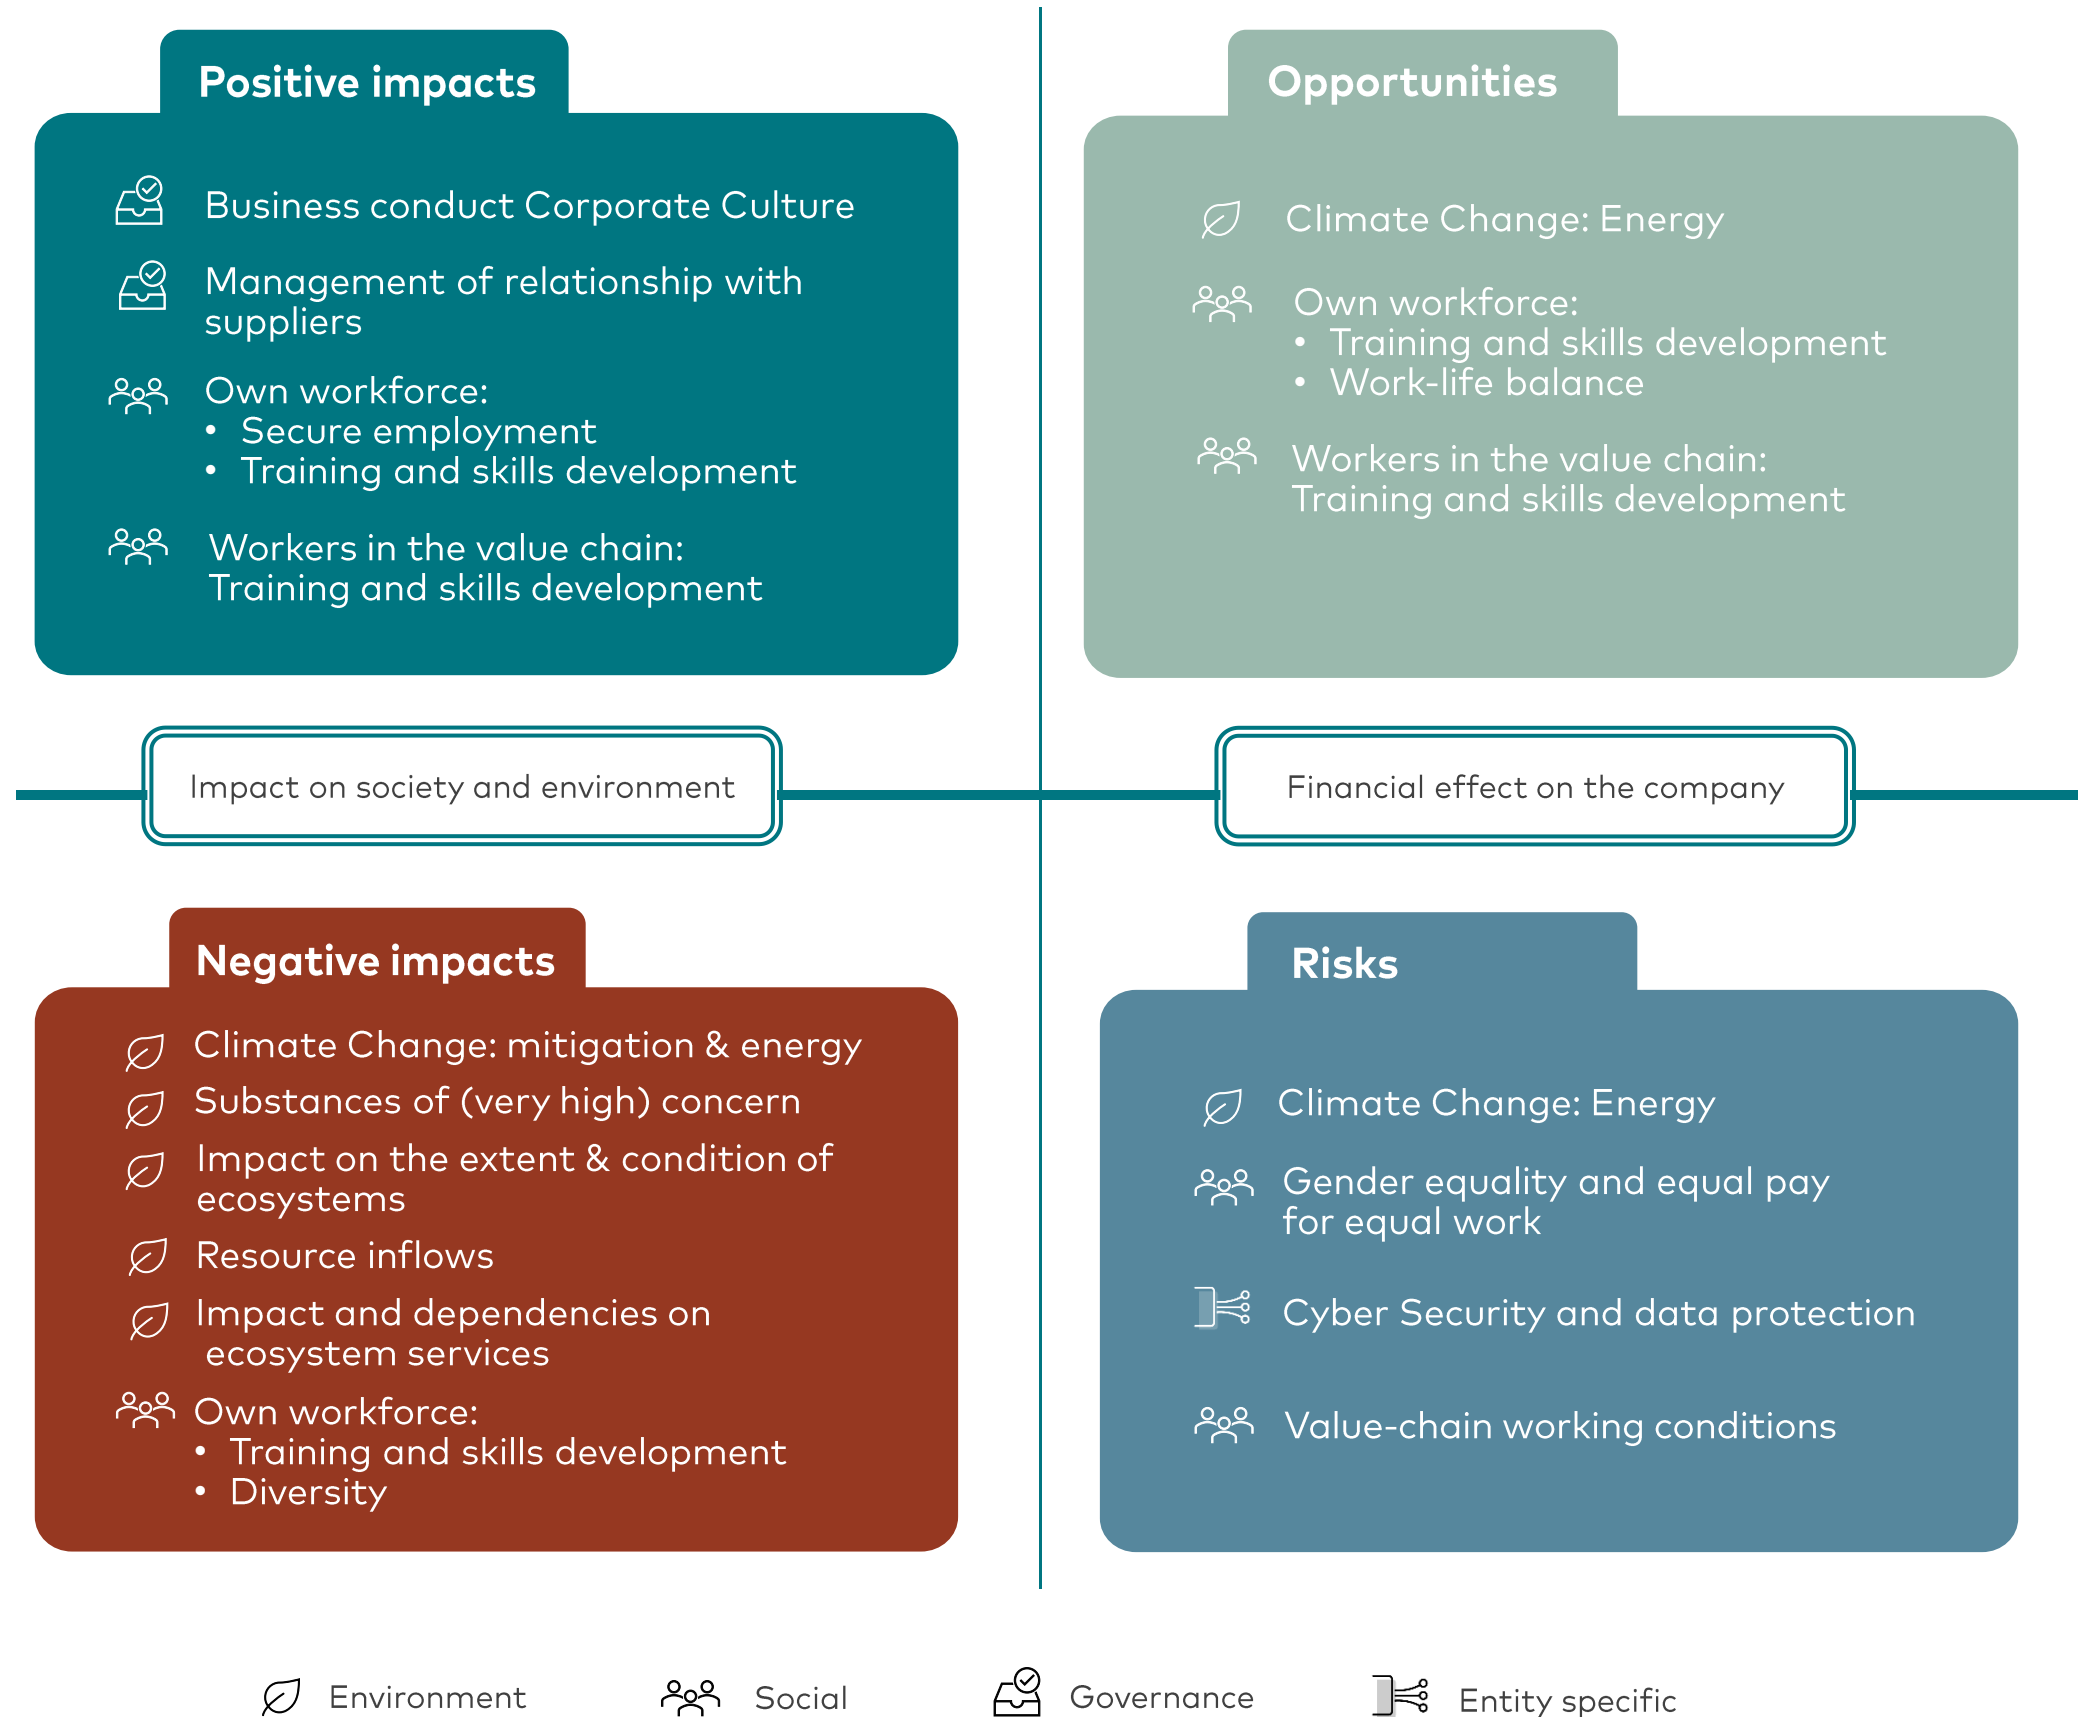 Positive impacts
Business conduct Corporate Culture
Management of relationship with
suppliers
Own workforce:
• Secure employment
• Training and skills development
Workers in the value chain:
Training and skills development
Opportunities
Climate Change: Energy
Own workforce:
• Training and skills development
• Work-life balance
Workers in the value chain:
Training and skills development
Impact on society and environment
Financial effect on the company
Negative impacts
Climate Change: mitigation & energy
Substances of (very high) concern
Impact on the extent & condition of
ecosystems
Resource inflows
Impact and dependencies on
ecosystem services
Own workforce:
• Training and skills development
• Diversity
Risks
Climate Change: Energy
Gender equality and equal pay
for equal work
Cyber Security and data protection
Value-chain working conditions
Environment
Social
Governance
Entity specific